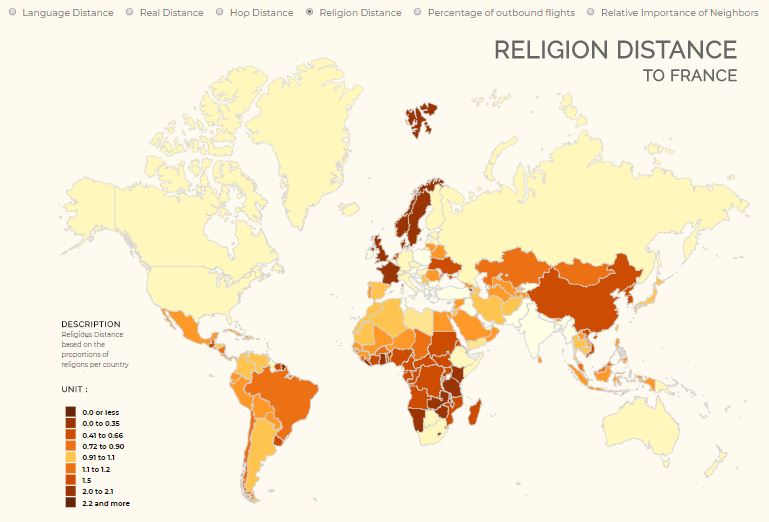 Language Distance Real Distance Hop Distance Religion Distance Percentage of outbound flights Relative Importance of Neighbors
RELIGION DISTANCE
TO FRANCE
DESCRIPTION
Religious Distance
based on the
proportions of
religons per country
UNIT :
0.0 or less
0.0 to 0.35
0.41 to 0.66
0.72 to 0.90
0.91 to 1.1
1.1 to 1.2
1.5
2.0 to 2.1
2.2 and more